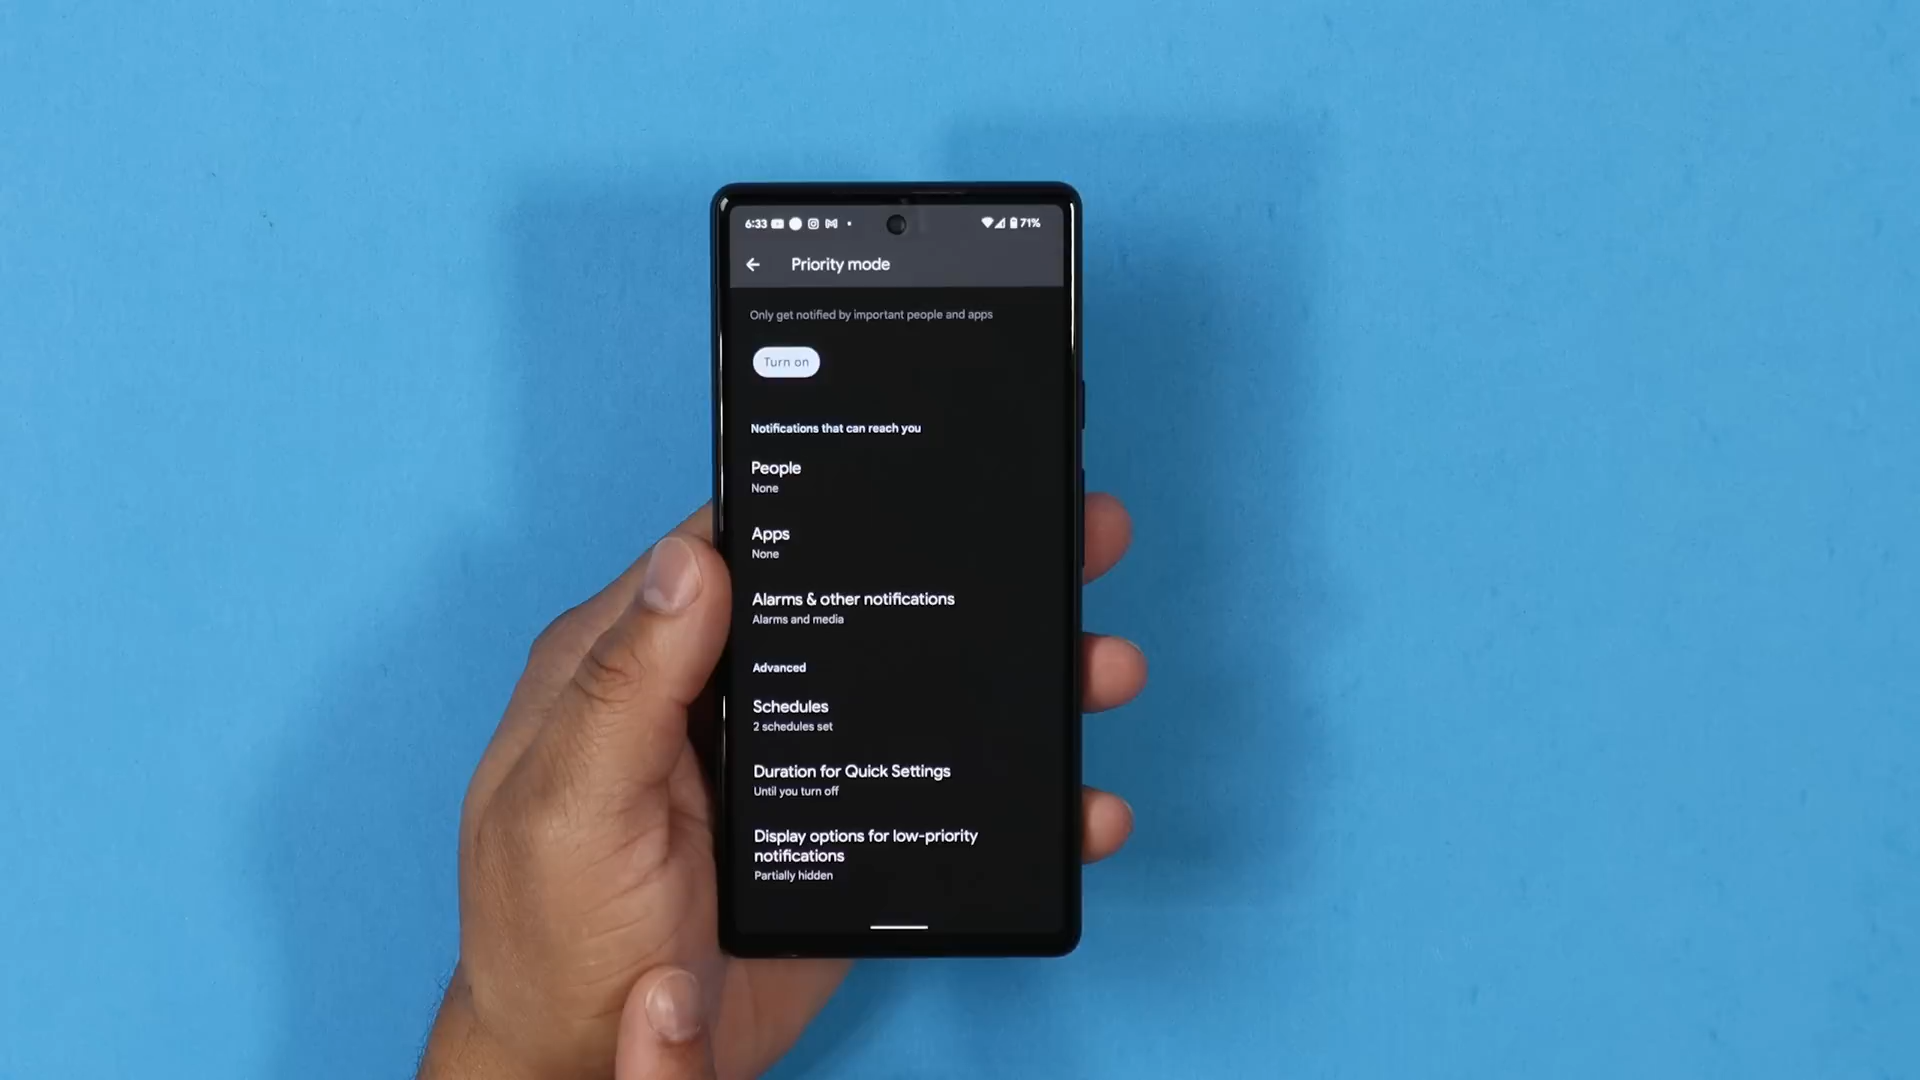 6:33 71%
Priority mode
Only get notified by important people and apps
Turn on
Notifications that can reach you
People
None
Apps
None
Alarms & other notifications
Alarms and media
Advanced
Schedules
2 schedules set
Duration for Quick Settings
Until you turn off
Display options for low-priority
notifications
Partially hidden